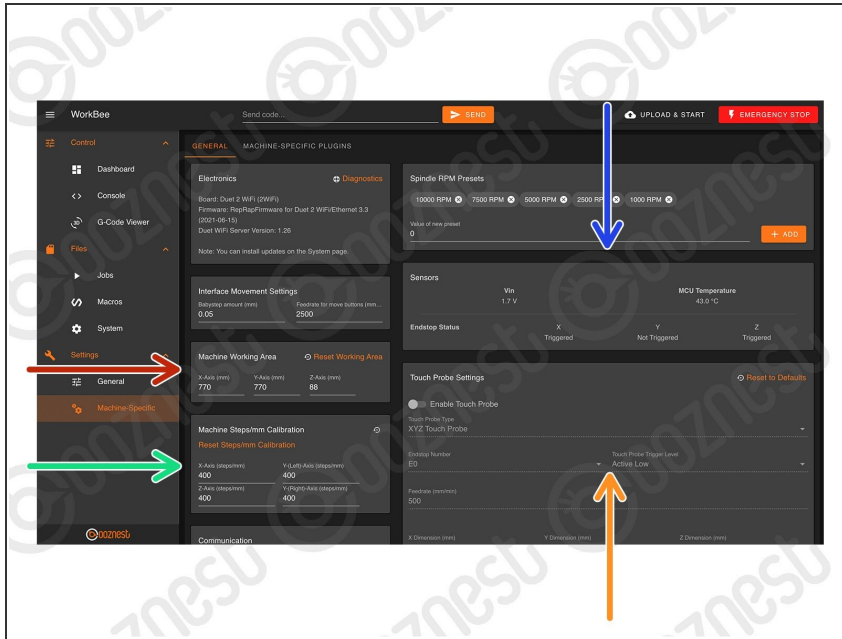 WorkBee
Send code...
SEND
UPLOAD & START
EMERGENCY STOP
Control
Dashboard
Console
G-Code Viewer
Files
Jobs
Macros
System
Settings
General
Machine-Specific
ooznest
GENERAL MACHINE-SPECIFIC PLUGINS
Electronics Diagnostics
Board: Duet 2 WiFi (2WiFi)
Firmware: RepRapFirmware for Duet 2 WiFi/Ethernet 3.3
(2021-06-15)
Duet WiFi Server Version: 1.26
Note: You can install updates on the System page.
Interface Movement Settings
Babystep amount (mm) Feedrate for move buttons (mm...
0.05 2500
Machine Working Area Reset Working Area
X-Axis (mm) Y-Axis (mm) Z-Axis (mm)
770 770 88
Machine Steps/mm Calibration
Reset Steps/mm Calibration
X-Axis (steps/mm) Y-(Left)-Axis (steps/mm)
400 400
Z-Axis (steps/mm) Y-(Right)-Axis (steps/mm)
400 400
Communication
Spindle RPM Presets
10000 RPM 7500 RPM 5000 RPM 2500 RPM 1000 RPM
Value of new preset
0
+ ADD
Sensors
Vin MCU Temperature
1.7 V 43.0 °C
Endstop Status X Y Z
Triggered Not Triggered Triggered
Touch Probe Settings Reset to Defaults
Enable Touch Probe
Touch Probe Type
XYZ Touch Probe
Endstop Number Touch Probe Trigger Level
E0 Active Low
Feedrate (mm/min)
500
X Dimension (mm) Y Dimension (mm) Z Dimension (mm)